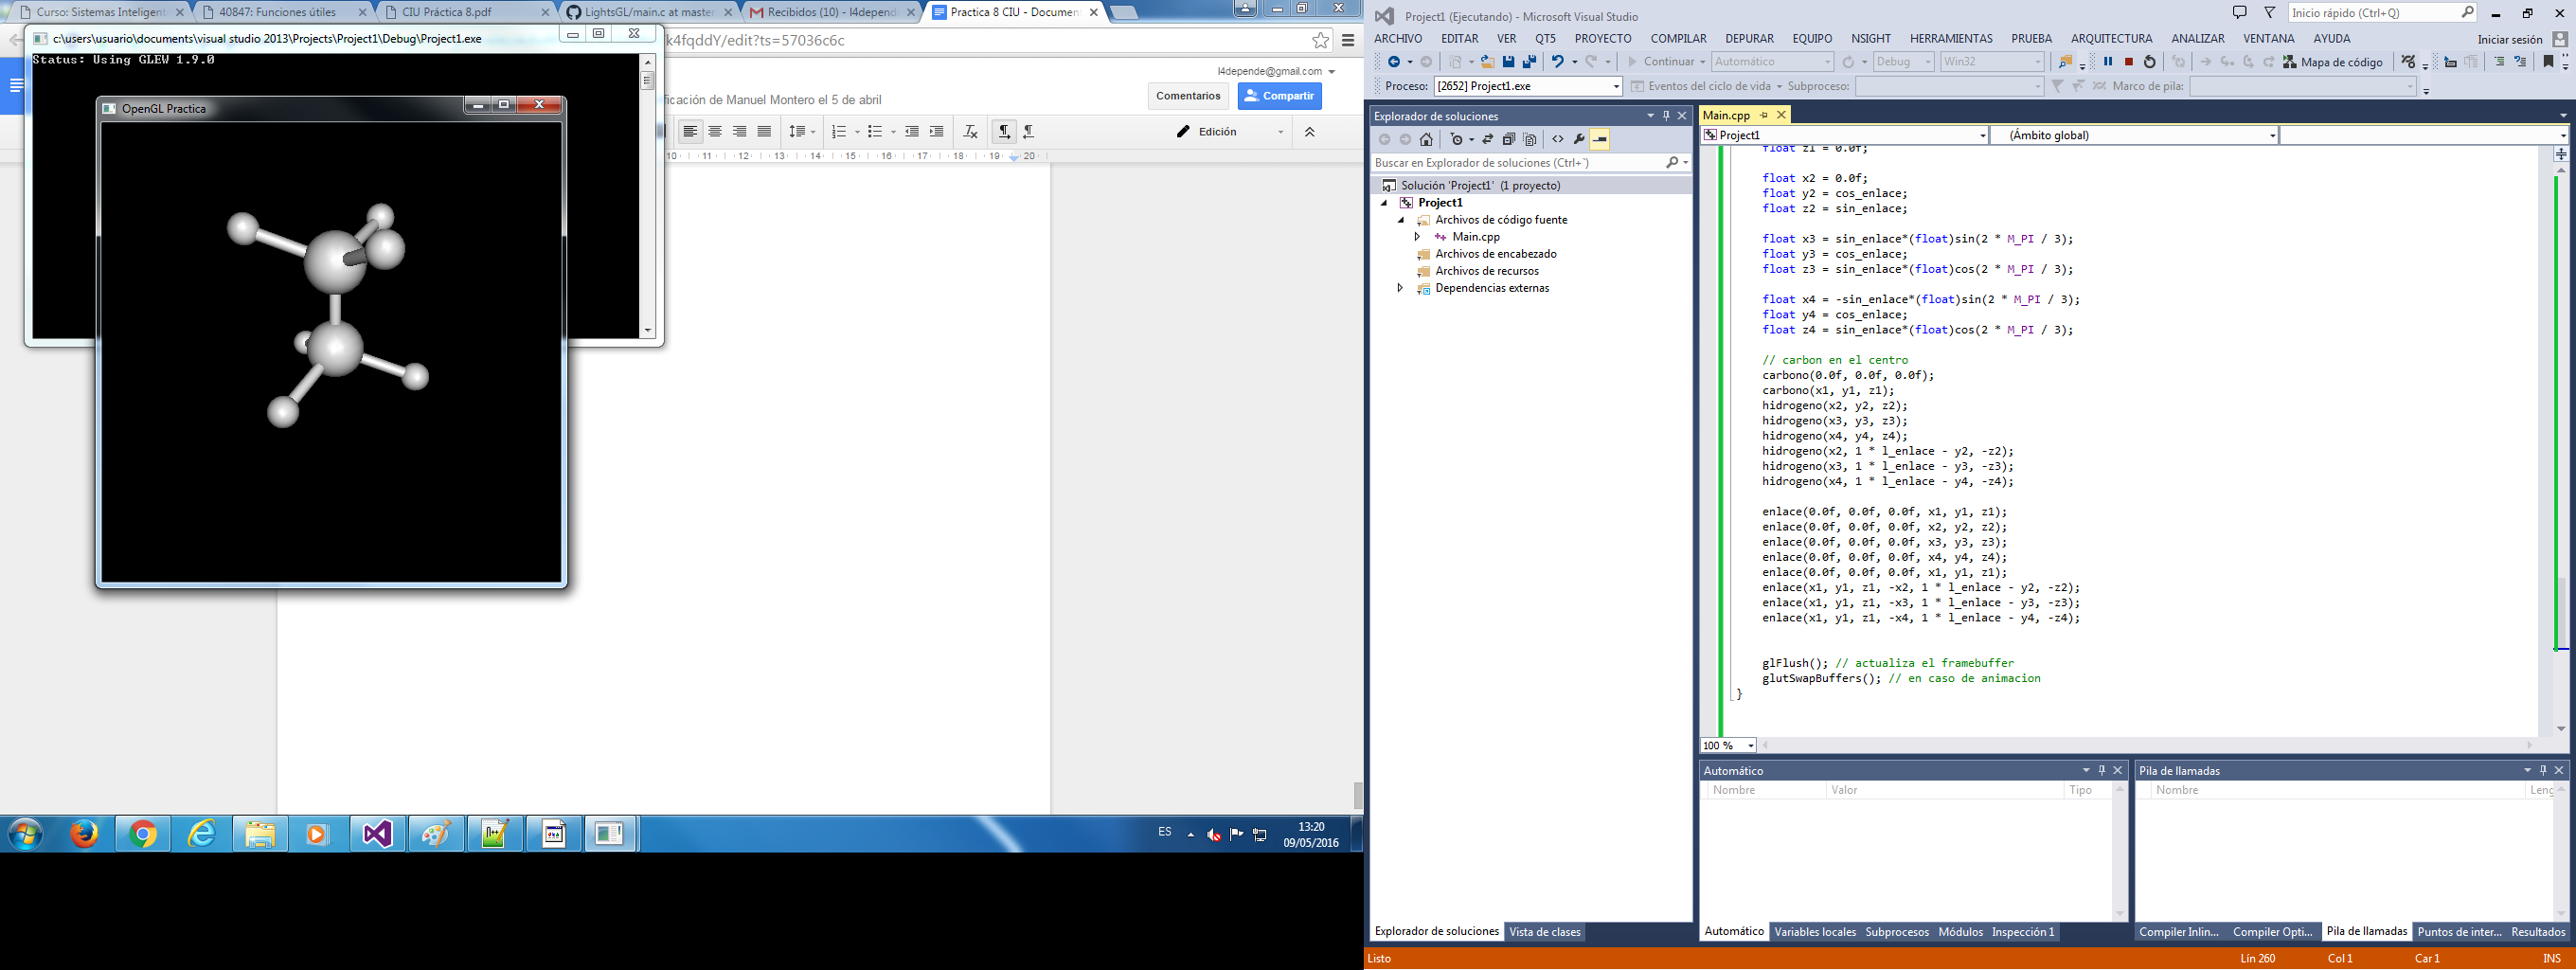 Curso: Sistemas Inteligent
40847: Funciones útiles
CIU Práctica 8.pdf
LightsGL/main.c at master
Recibidos (10) - l4depend
Practica 8 CIU - Documen
c:\users\usuario\documents\visual studio 2013\Projects\Project1\Debug\Project1.exe
k4fqddY/edit?ts=57036c6c
Status: Using GLEW 1.9.0
l4depende@gmail.com
OpenGL Practica
ficación de Manuel Montero el 5 de abril
Comentarios
Compartir
Edición
10 11 12 13 14 15 16 17 18 19 20
ES
13:20
09/05/2016
Project1 (Ejecutando) - Microsoft Visual Studio
Inicio rápido (Ctrl+Q)
ARCHIVO EDITAR VER QT5 PROYECTO COMPILAR DEPURAR EQUIPO NSIGHT HERRAMIENTAS PRUEBA ARQUITECTURA ANALIZAR VENTANA AYUDA
Iniciar sesión
Continuar Automático Debug Win32 Mapa de código
Proceso: [2652] Project1.exe Eventos del ciclo de vida Subproceso: Marco de pila:
Explorador de soluciones
Buscar en Explorador de soluciones (Ctrl+`)
Solución 'Project1' (1 proyecto)
Project1
Archivos de código fuente
Main.cpp
Archivos de encabezado
Archivos de recursos
Dependencias externas
Explorador de soluciones Vista de clases
Main.cpp
Project1 (Ámbito global)
float z1 = 0.0f;
float x2 = 0.0f;
float y2 = cos_enlace;
float z2 = sin_enlace;
float x3 = sin_enlace*(float)sin(2 * M_PI / 3);
float y3 = cos_enlace;
float z3 = sin_enlace*(float)cos(2 * M_PI / 3);
float x4 = -sin_enlace*(float)sin(2 * M_PI / 3);
float y4 = cos_enlace;
float z4 = sin_enlace*(float)cos(2 * M_PI / 3);
// carbon en el centro
carbono(0.0f, 0.0f, 0.0f);
carbono(x1, y1, z1);
hidrogeno(x2, y2, z2);
hidrogeno(x3, y3, z3);
hidrogeno(x4, y4, z4);
hidrogeno(x2, 1 * l_enlace - y2, -z2);
hidrogeno(x3, 1 * l_enlace - y3, -z3);
hidrogeno(x4, 1 * l_enlace - y4, -z4);
enlace(0.0f, 0.0f, 0.0f, x1, y1, z1);
enlace(0.0f, 0.0f, 0.0f, x2, y2, z2);
enlace(0.0f, 0.0f, 0.0f, x3, y3, z3);
enlace(0.0f, 0.0f, 0.0f, x4, y4, z4);
enlace(0.0f, 0.0f, 0.0f, x1, y1, z1);
enlace(x1, y1, z1, -x2, 1 * l_enlace - y2, -z2);
enlace(x1, y1, z1, -x3, 1 * l_enlace - y3, -z3);
enlace(x1, y1, z1, -x4, 1 * l_enlace - y4, -z4);
glFlush(); // actualiza el framebuffer
glutSwapBuffers(); // en caso de animacion
}
100 %
Automático
Nombre Valor Tipo
Automático Variables locales Subprocesos Módulos Inspección 1
Pila de llamadas
Nombre Leng
Compiler Inlin... Compiler Opti... Pila de llamadas Puntos de inter... Resultados
Listo Lín 260 Col 1 Car 1 INS